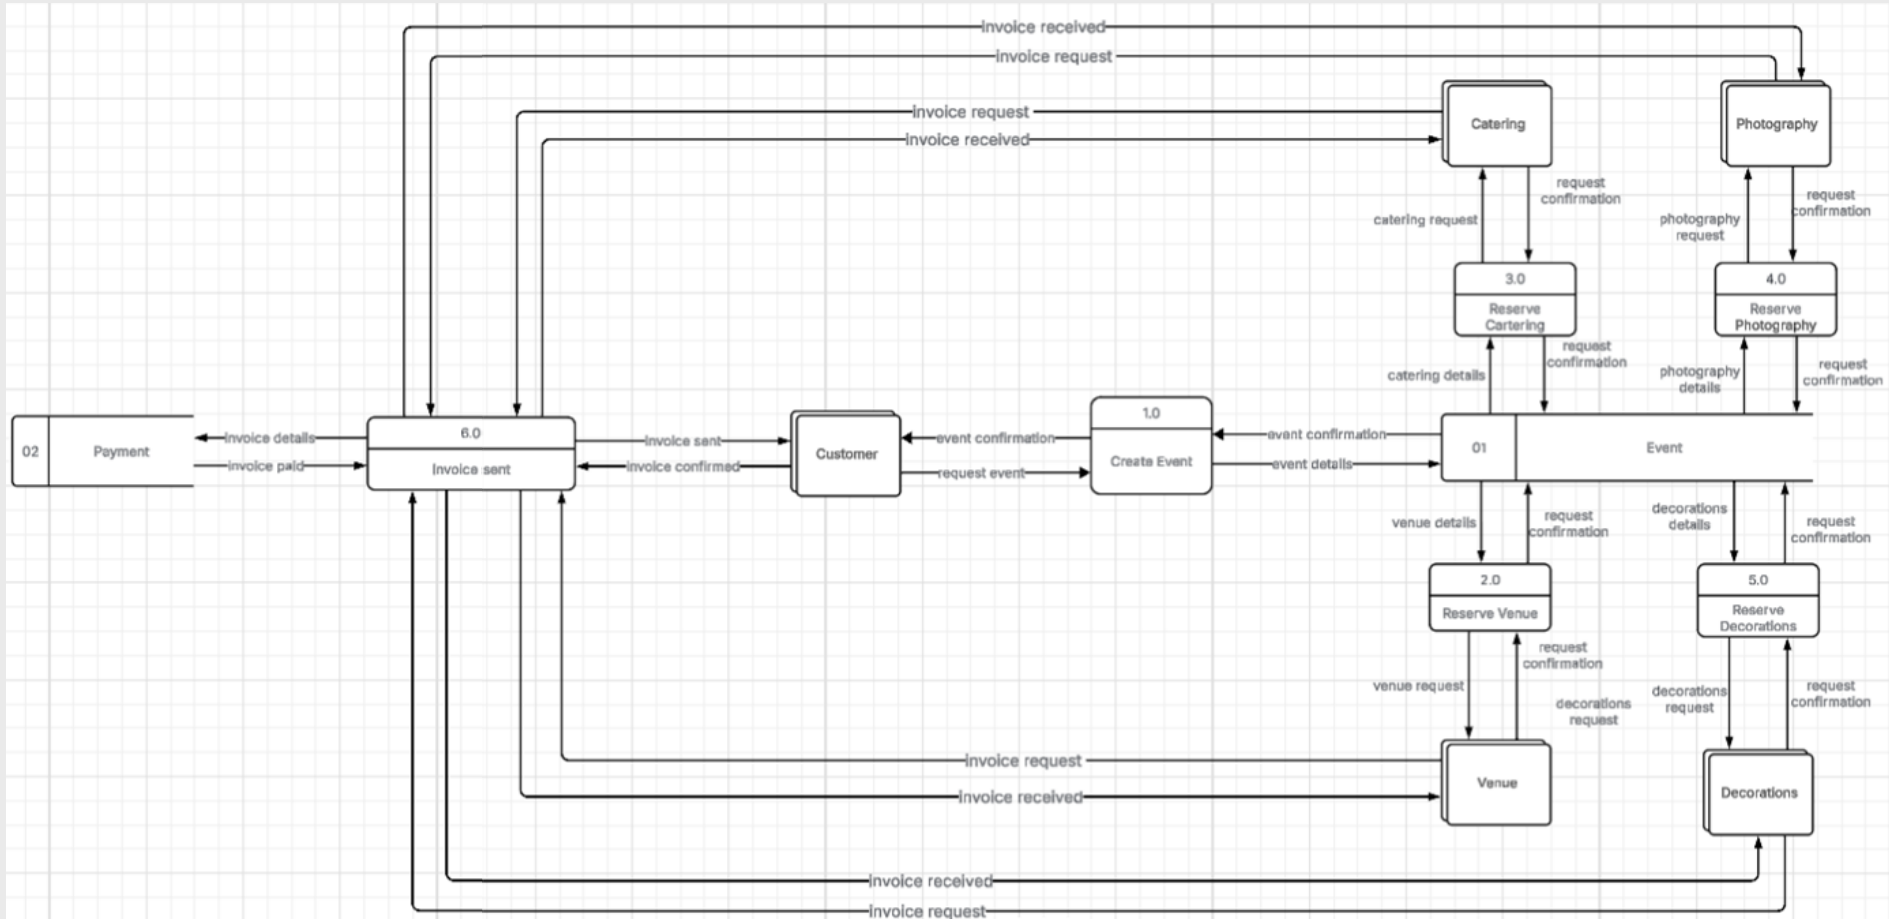 Invoice received
Invoice request
Invoice request
Invoice received
Catering
Photography
request
confirmation
catering request
photography
request
request
confirmation
3.0
Reserve
Cartering
4.0
Reserve
Photography
catering details
request
confirmation
photography
details
request
confirmation
02
Payment
Invoice details
invoice paid
6.0
Invoice sent
Invoice sent
invoice confirmed
Customer
event confirmation
request event
1.0
Create Event
event confirmation
event details
01
Event
venue details
request
confirmation
decorations
details
request
confirmation
2.0
Reserve Venue
5.0
Reserve
Decorations
venue request
request
confirmation
decorations
request
decorations
request
request
confirmation
Invoice request
Invoice received
Venue
Decorations
Invoice received
Invoice request